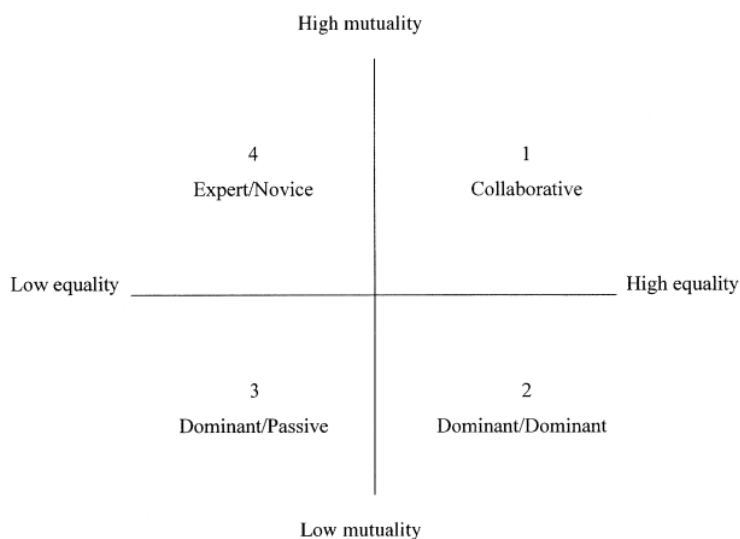 High mutuality
4
Expert/Novice
1
Collaborative
Low equality
High equality
3
Dominant/Passive
2
Dominant/Dominant
Low mutuality